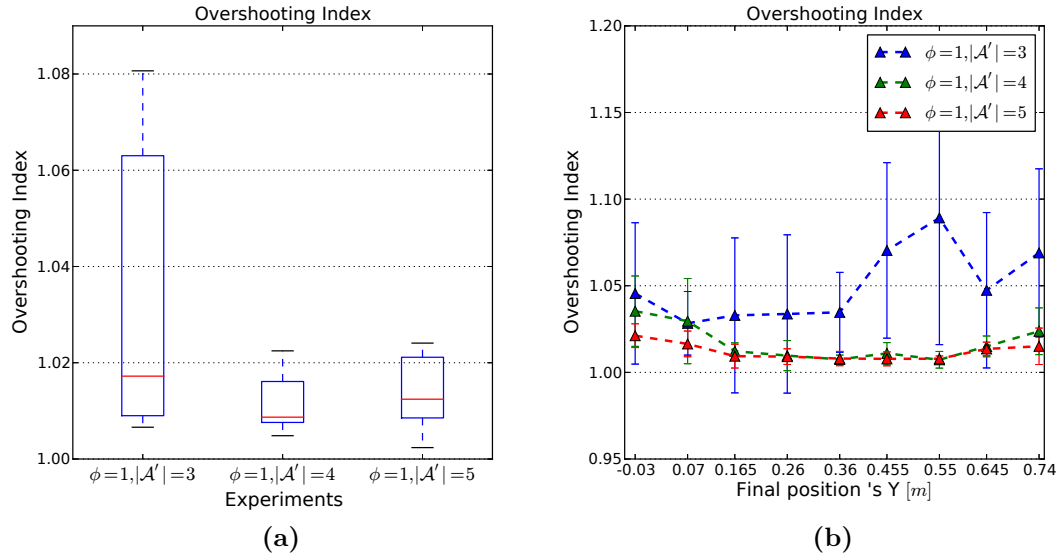 Overshooting Index
Overshooting Index
1.08
1.06
1.04
1.02
1.00
ϕ=1,|𝒜′|=3
ϕ=1,|𝒜′|=4
ϕ=1,|𝒜′|=5
Experiments
(a)
Overshooting Index
Overshooting Index
1.20
1.15
1.10
1.05
1.00
0.95
ϕ=1,|𝒜′|=3
ϕ=1,|𝒜′|=4
ϕ=1,|𝒜′|=5
-0.03 0.07 0.165 0.26 0.36 0.455 0.55 0.645 0.74
Final position 's Y [m]
(b)